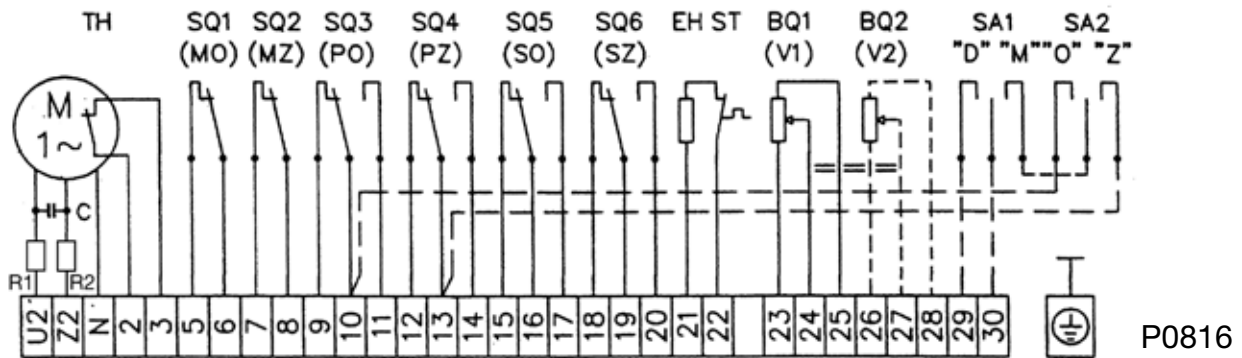 TH SQ1 SQ2 SQ3 SQ4 SQ5 SQ6 EH ST BQ1 BQ2 SA1 SA2
(MO) (MZ) (PO) (PZ) (SO) (SZ) (V1) (V2) "D" "M" "O" "Z"
M
1~
C
R1 R2
U2 Z2 N 2 3 5 6 7 8 9 10 11 12 13 14 15 16 17 18 19 20 21 22 23 24 25 26 27 28 29 30
P0816